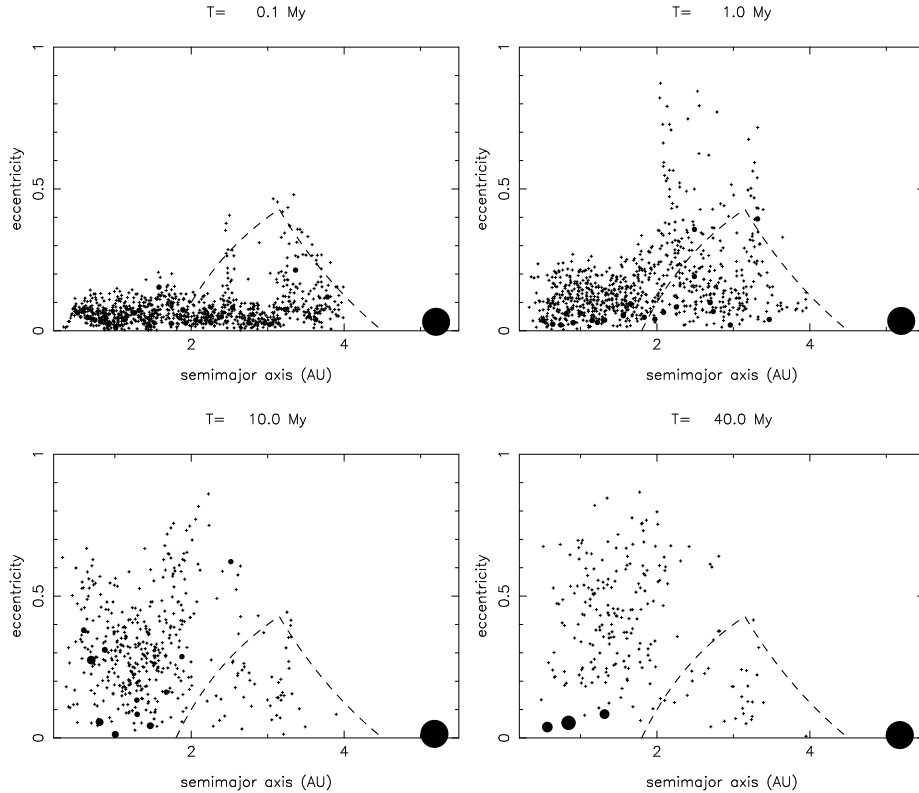 T= 0.1 My
1
0.5
0
eccentricity
2 4
semimajor axis (AU)
T= 1.0 My
1
0.5
0
eccentricity
2 4
semimajor axis (AU)
T= 10.0 My
1
0.5
0
eccentricity
2 4
semimajor axis (AU)
T= 40.0 My
1
0.5
0
eccentricity
2 4
semimajor axis (AU)